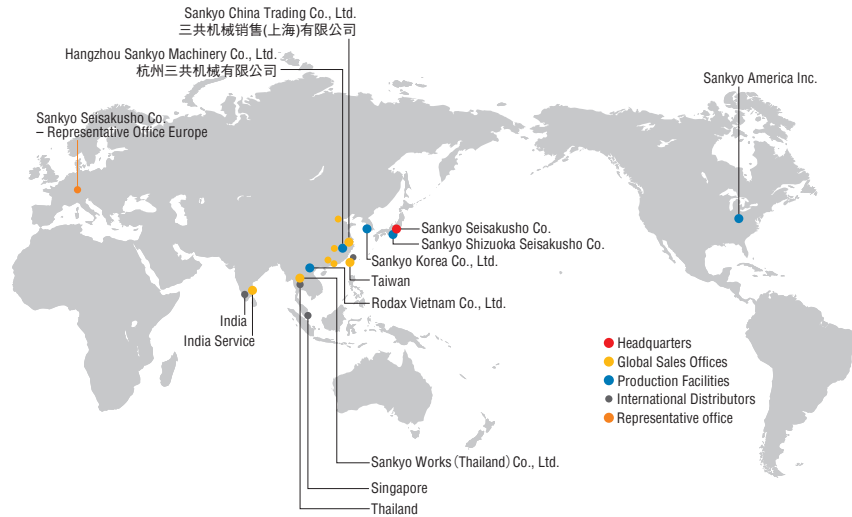 Sankyo China Trading Co., Ltd.
三共机械销售(上海)有限公司
Hangzhou Sankyo Machinery Co., Ltd.
杭州三共机械有限公司
Sankyo America Inc.
Sankyo Seisakusho Co.
– Representative Office Europe
Sankyo Seisakusho Co.
Sankyo Shizuoka Seisakusho Co.
Sankyo Korea Co., Ltd.
Taiwan
Rodax Vietnam Co., Ltd.
India
India Service
Headquarters
Global Sales Offices
Production Facilities
International Distributors
Representative office
Sankyo Works (Thailand) Co., Ltd.
Singapore
Thailand